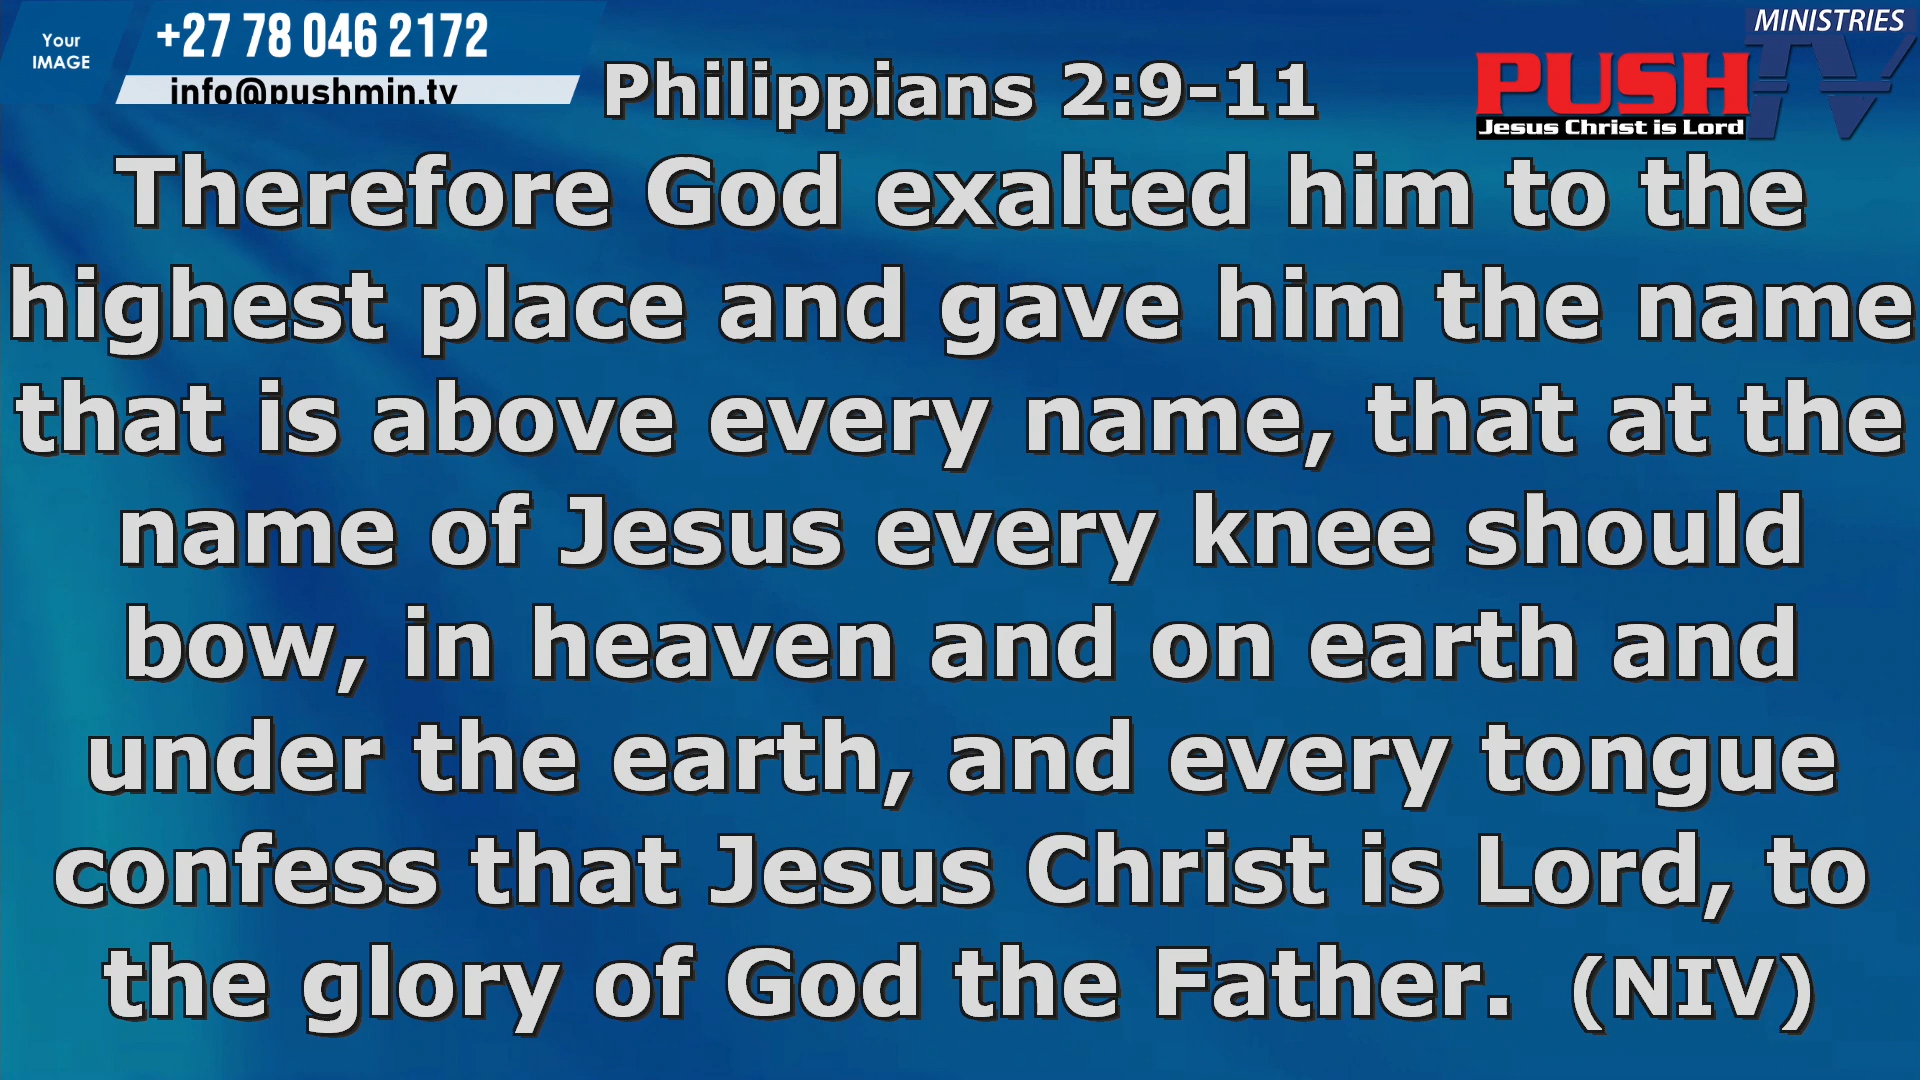 Your
IMAGE
+27 78 046 2172
info@pushmin.tv
MINISTRIES
PUSH TV
Jesus Christ is Lord
Philippians 2:9-11
Therefore God exalted him to the
highest place and gave him the name
that is above every name, that at the
name of Jesus every knee should
bow, in heaven and on earth and
under the earth, and every tongue
confess that Jesus Christ is Lord, to
the glory of God the Father.  (NIV)